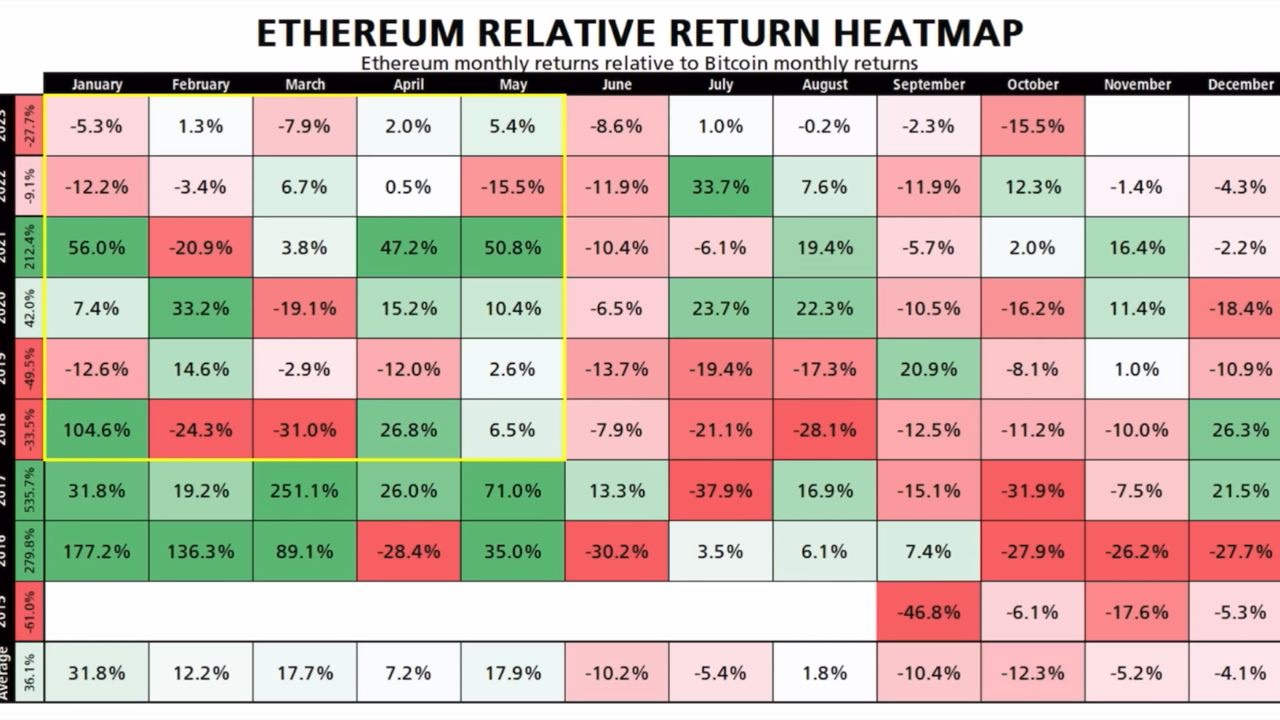 ETHEREUM RELATIVE RETURN HEATMAP
Ethereum monthly returns relative to Bitcoin monthly returns
January February March April May June July August September October November December
2023 -27.7% -5.3% 1.3% -7.9% 2.0% 5.4% -8.6% 1.0% -0.2% -2.3% -15.5%
2022 -9.1% -12.2% -3.4% 6.7% 0.5% -15.5% -11.9% 33.7% 7.6% -11.9% 12.3% -1.4% -4.3%
2021 212.4% 56.0% -20.9% 3.8% 47.2% 50.8% -10.4% -6.1% 19.4% -5.7% 2.0% 16.4% -2.2%
2020 42.0% 7.4% 33.2% -19.1% 15.2% 10.4% -6.5% 23.7% 22.3% -10.5% -16.2% 11.4% -18.4%
2019 -49.5% -12.6% 14.6% -2.9% -12.0% 2.6% -13.7% -19.4% -17.3% 20.9% -8.1% 1.0% -10.9%
2018 -33.5% 104.6% -24.3% -31.0% 26.8% 6.5% -7.9% -21.1% -28.1% -12.5% -11.2% -10.0% 26.3%
2017 535.7% 31.8% 19.2% 251.1% 26.0% 71.0% 13.3% -37.9% 16.9% -15.1% -31.9% -7.5% 21.5%
2016 279.8% 177.2% 136.3% 89.1% -28.4% 35.0% -30.2% 3.5% 6.1% 7.4% -27.9% -26.2% -27.7%
2015 -61.0% -46.8% -6.1% -17.6% -5.3%
Average 36.1% 31.8% 12.2% 17.7% 7.2% 17.9% -10.2% -5.4% 1.8% -10.4% -12.3% -5.2% -4.1%